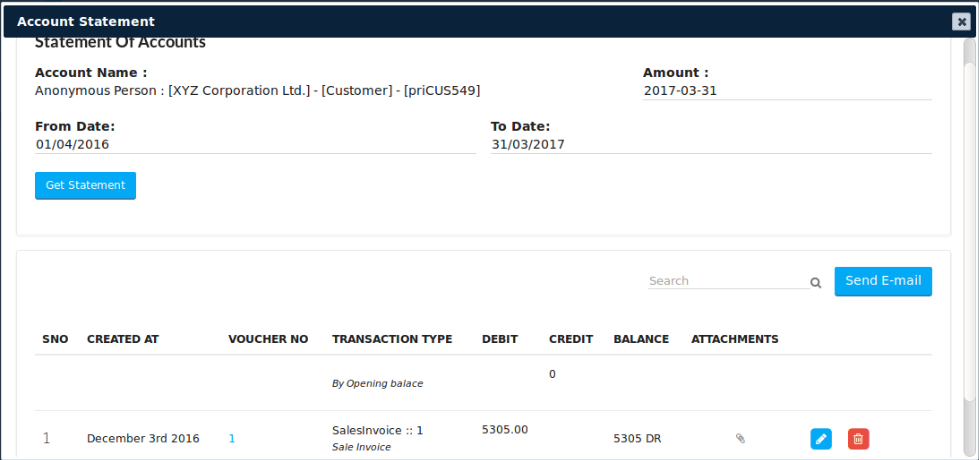 Account Statement
Statement Of Accounts
Account Name :
Amount :
Anonymous Person : [XYZ Corporation Ltd.] - [Customer] - [priCUS549]
2017-03-31
From Date:
To Date:
01/04/2016
31/03/2017
Get Statement
Search
Send E-mail
SNO CREATED AT VOUCHER NO TRANSACTION TYPE DEBIT CREDIT BALANCE ATTACHMENTS
0
By Opening balace
SalesInvoice :: 1 5305.00
1 December 3rd 2016 1 5305 DR
Sale Invoice